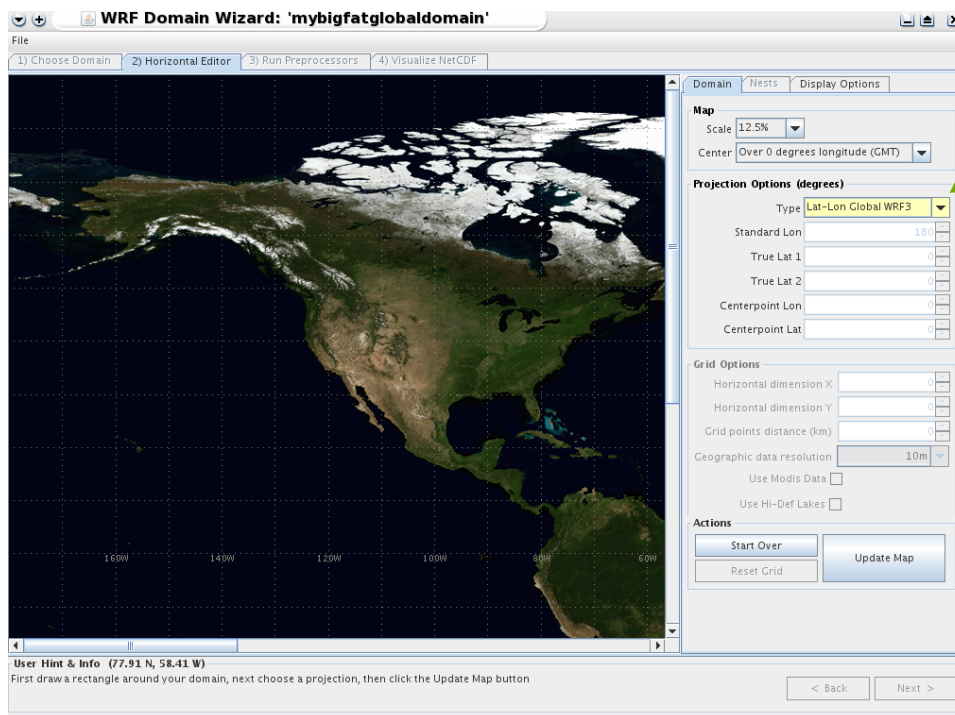 WRF Domain Wizard: 'mybigfatglobaldomain'
File
1) Choose Domain 2) Horizontal Editor 3) Run Preprocessors 4) Visualize NetCDF
Domain Nests Display Options
Map
Scale 12.5%
Center Over 0 degrees longitude (GMT)
Projection Options (degrees)
Type Lat-Lon Global WRF3
Standard Lon 180
True Lat 1 0
True Lat 2 0
Centerpoint Lon 0
Centerpoint Lat 0
Grid Options
Horizontal dimension X 0
Horizontal dimension Y 0
Grid points distance (km) 0
Geographic data resolution 10m
Use Modis Data
Use Hi-Def Lakes
Actions
Start Over
Update Map
Reset Grid
160W 140W 120W 100W 80W 60W
User Hint & Info (77.91 N, 58.41 W)
First draw a rectangle around your domain, next choose a projection, then click the Update Map button
< Back Next >